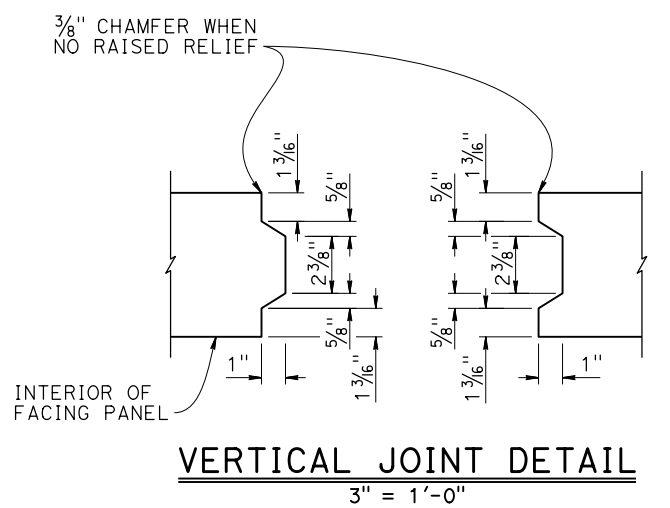 3/8" CHAMFER WHEN
NO RAISED RELIEF
1 3/16"
5/8"
2 3/8"
5/8"
1 3/16"
1"
1 3/16"
5/8"
2 3/8"
5/8"
1 3/16"
1"
INTERIOR OF
FACING PANEL
VERTICAL JOINT DETAIL
3" = 1'-0"